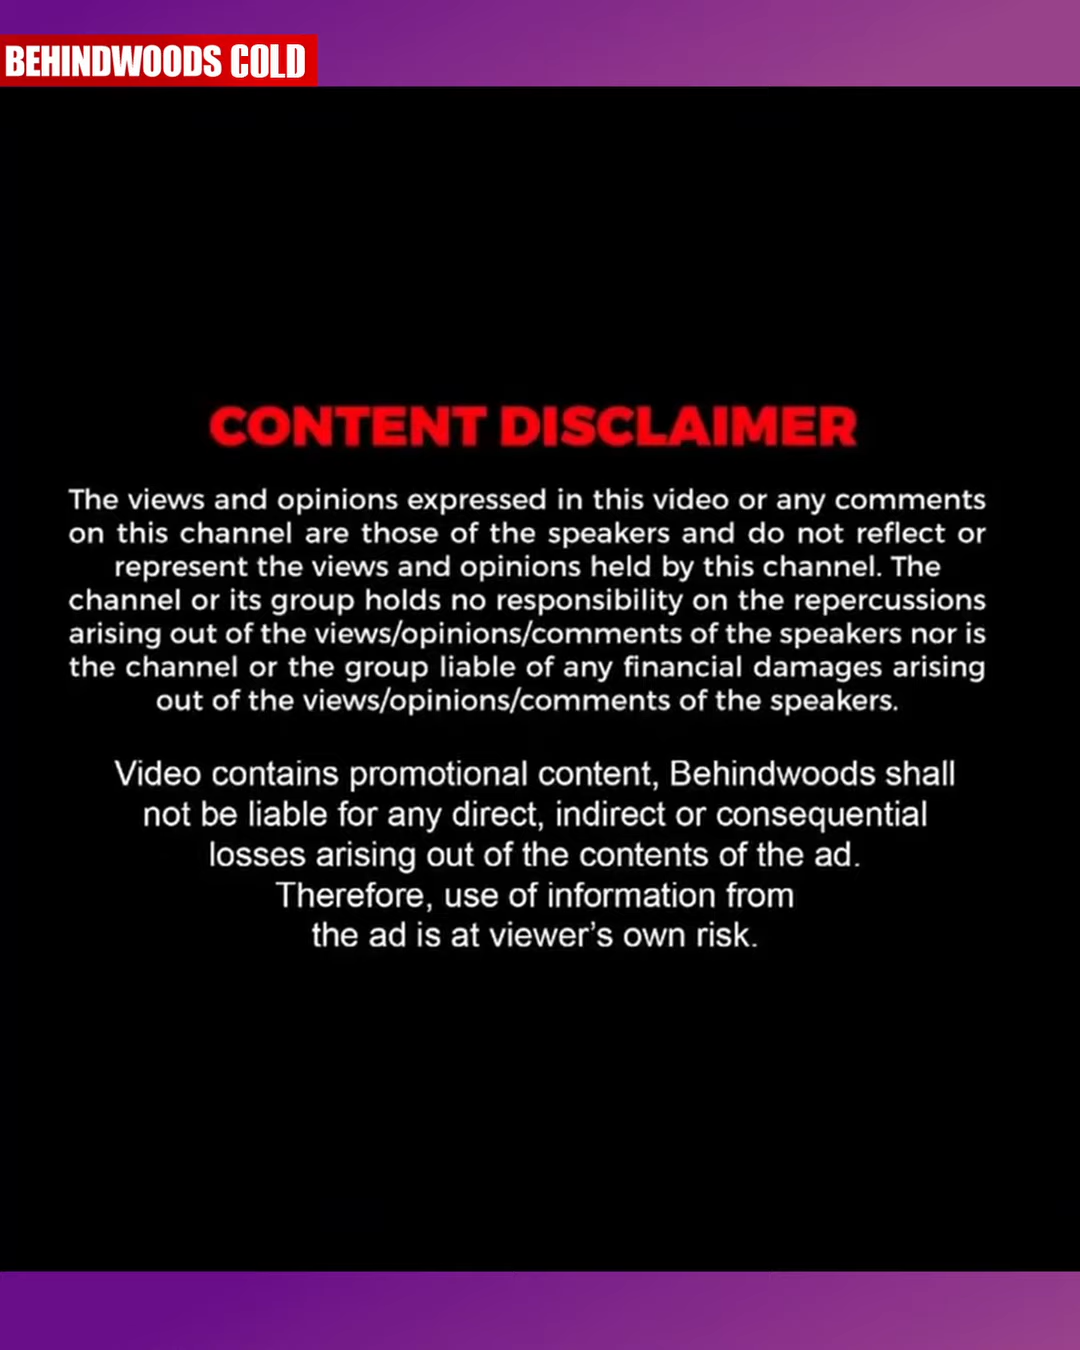 BEHINDWOODS COLD
CONTENT DISCLAIMER
The views and opinions expressed in this video or any comments
on this channel are those of the speakers and do not reflect or
represent the views and opinions held by this channel. The
channel or its group holds no responsibility on the repercussions
arising out of the views/opinions/comments of the speakers nor is
the channel or the group liable of any financial damages arising
out of the views/opinions/comments of the speakers.
Video contains promotional content, Behindwoods shall
not be liable for any direct, indirect or consequential
losses arising out of the contents of the ad.
Therefore, use of information from
the ad is at viewer’s own risk.